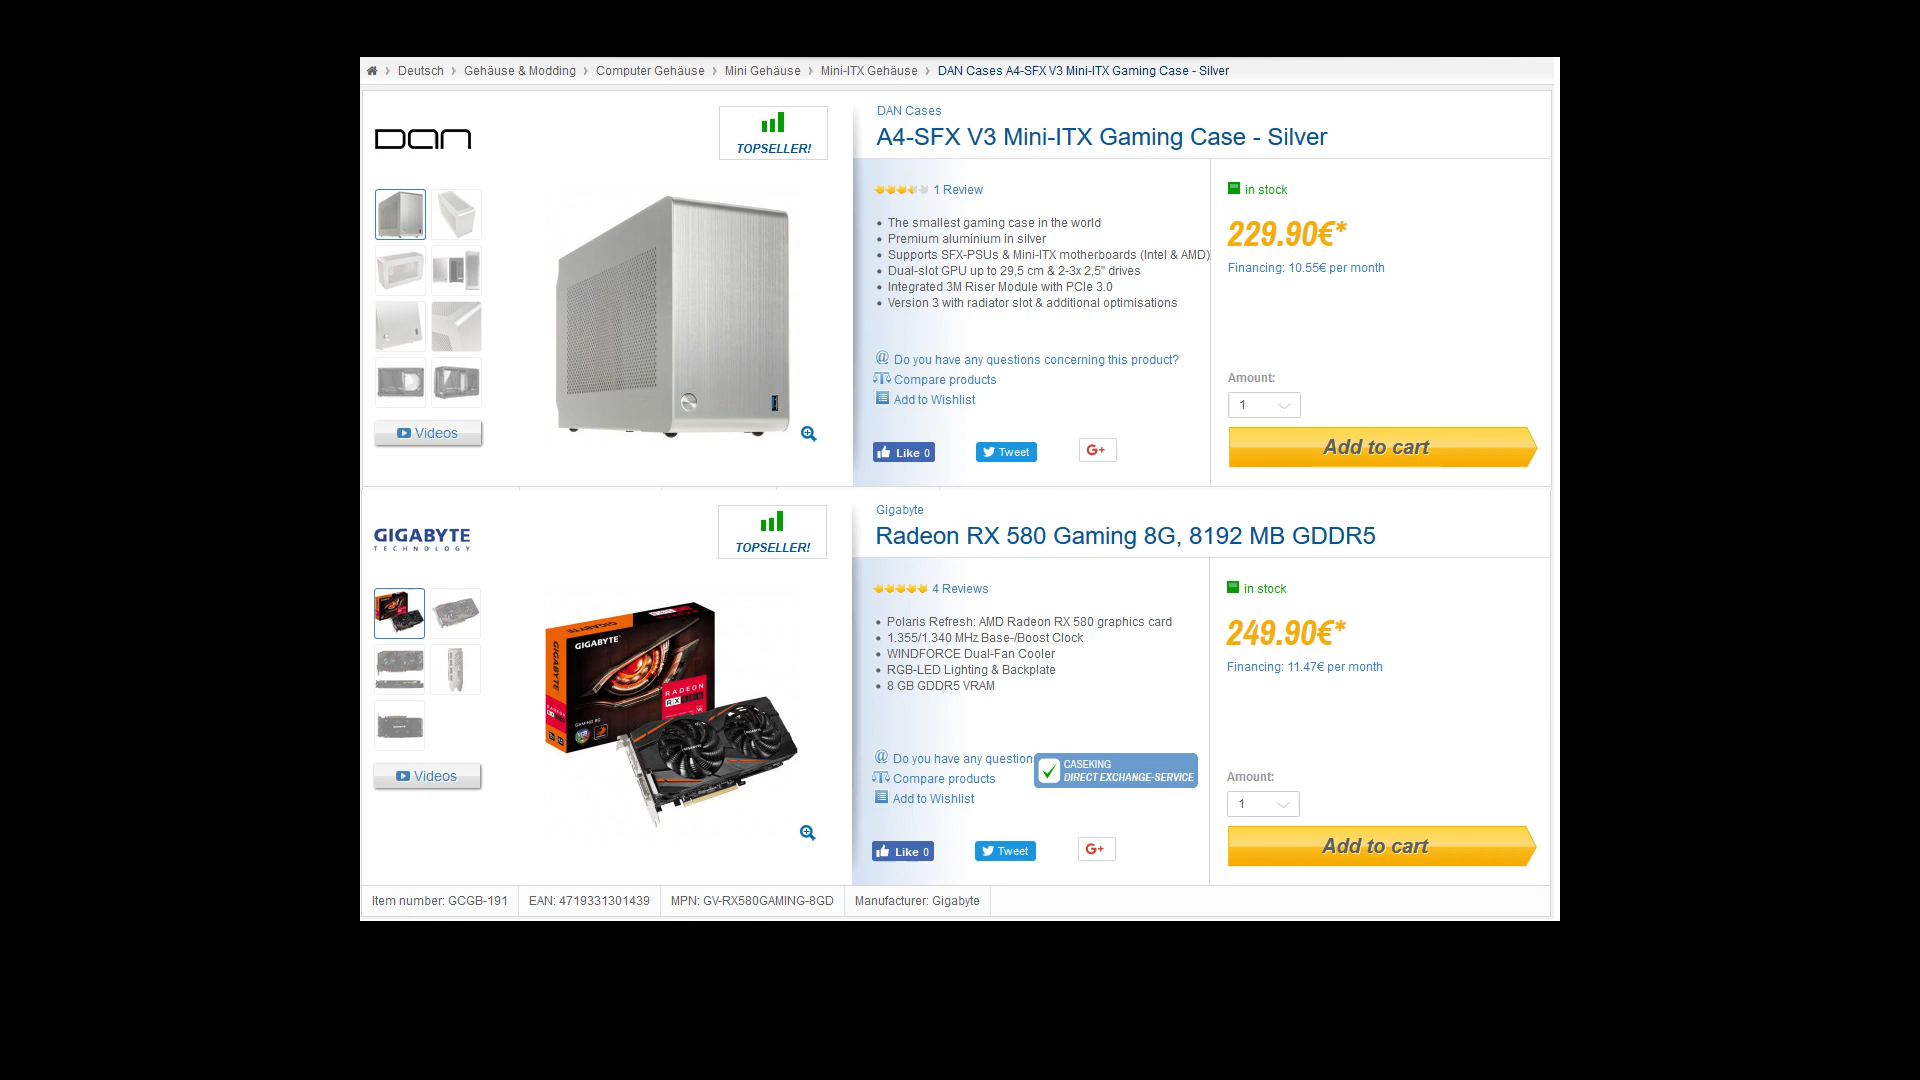 Deutsch › Gehäuse & Modding › Computer Gehäuse › Mini Gehäuse › Mini-ITX Gehäuse › DAN Cases A4-SFX V3 Mini-ITX Gaming Case - Silver
DAN
TOPSELLER!
Videos
DAN Cases
A4-SFX V3 Mini-ITX Gaming Case - Silver
1 Review
• The smallest gaming case in the world
• Premium aluminium in silver
• Supports SFX-PSUs & Mini-ITX motherboards (Intel & AMD)
• Dual-slot GPU up to 29,5 cm & 2-3x 2,5" drives
• Integrated 3M Riser Module with PCIe 3.0
• Version 3 with radiator slot & additional optimisations
@ Do you have any questions concerning this product?
Compare products
Add to Wishlist
Like 0
Tweet
G+
in stock
229.90€*
Financing: 10.55€ per month
Amount:
1
Add to cart
GIGABYTE
TECHNOLOGY
TOPSELLER!
GIGABYTE
GIGABYTE
RADEON
RX
GAMING 8G
Videos
Gigabyte
Radeon RX 580 Gaming 8G, 8192 MB GDDR5
4 Reviews
• Polaris Refresh: AMD Radeon RX 580 graphics card
• 1.355/1.340 MHz Base-/Boost Clock
• WINDFORCE Dual-Fan Cooler
• RGB-LED Lighting & Backplate
• 8 GB GDDR5 VRAM
@ Do you have any question
Compare products
Add to Wishlist
CASEKING
DIRECT EXCHANGE-SERVICE
Like 0
Tweet
G+
in stock
249.90€*
Financing: 11.47€ per month
Amount:
1
Add to cart
Item number: GCGB-191
EAN: 4719331301439
MPN: GV-RX580GAMING-8GD
Manufacturer: Gigabyte